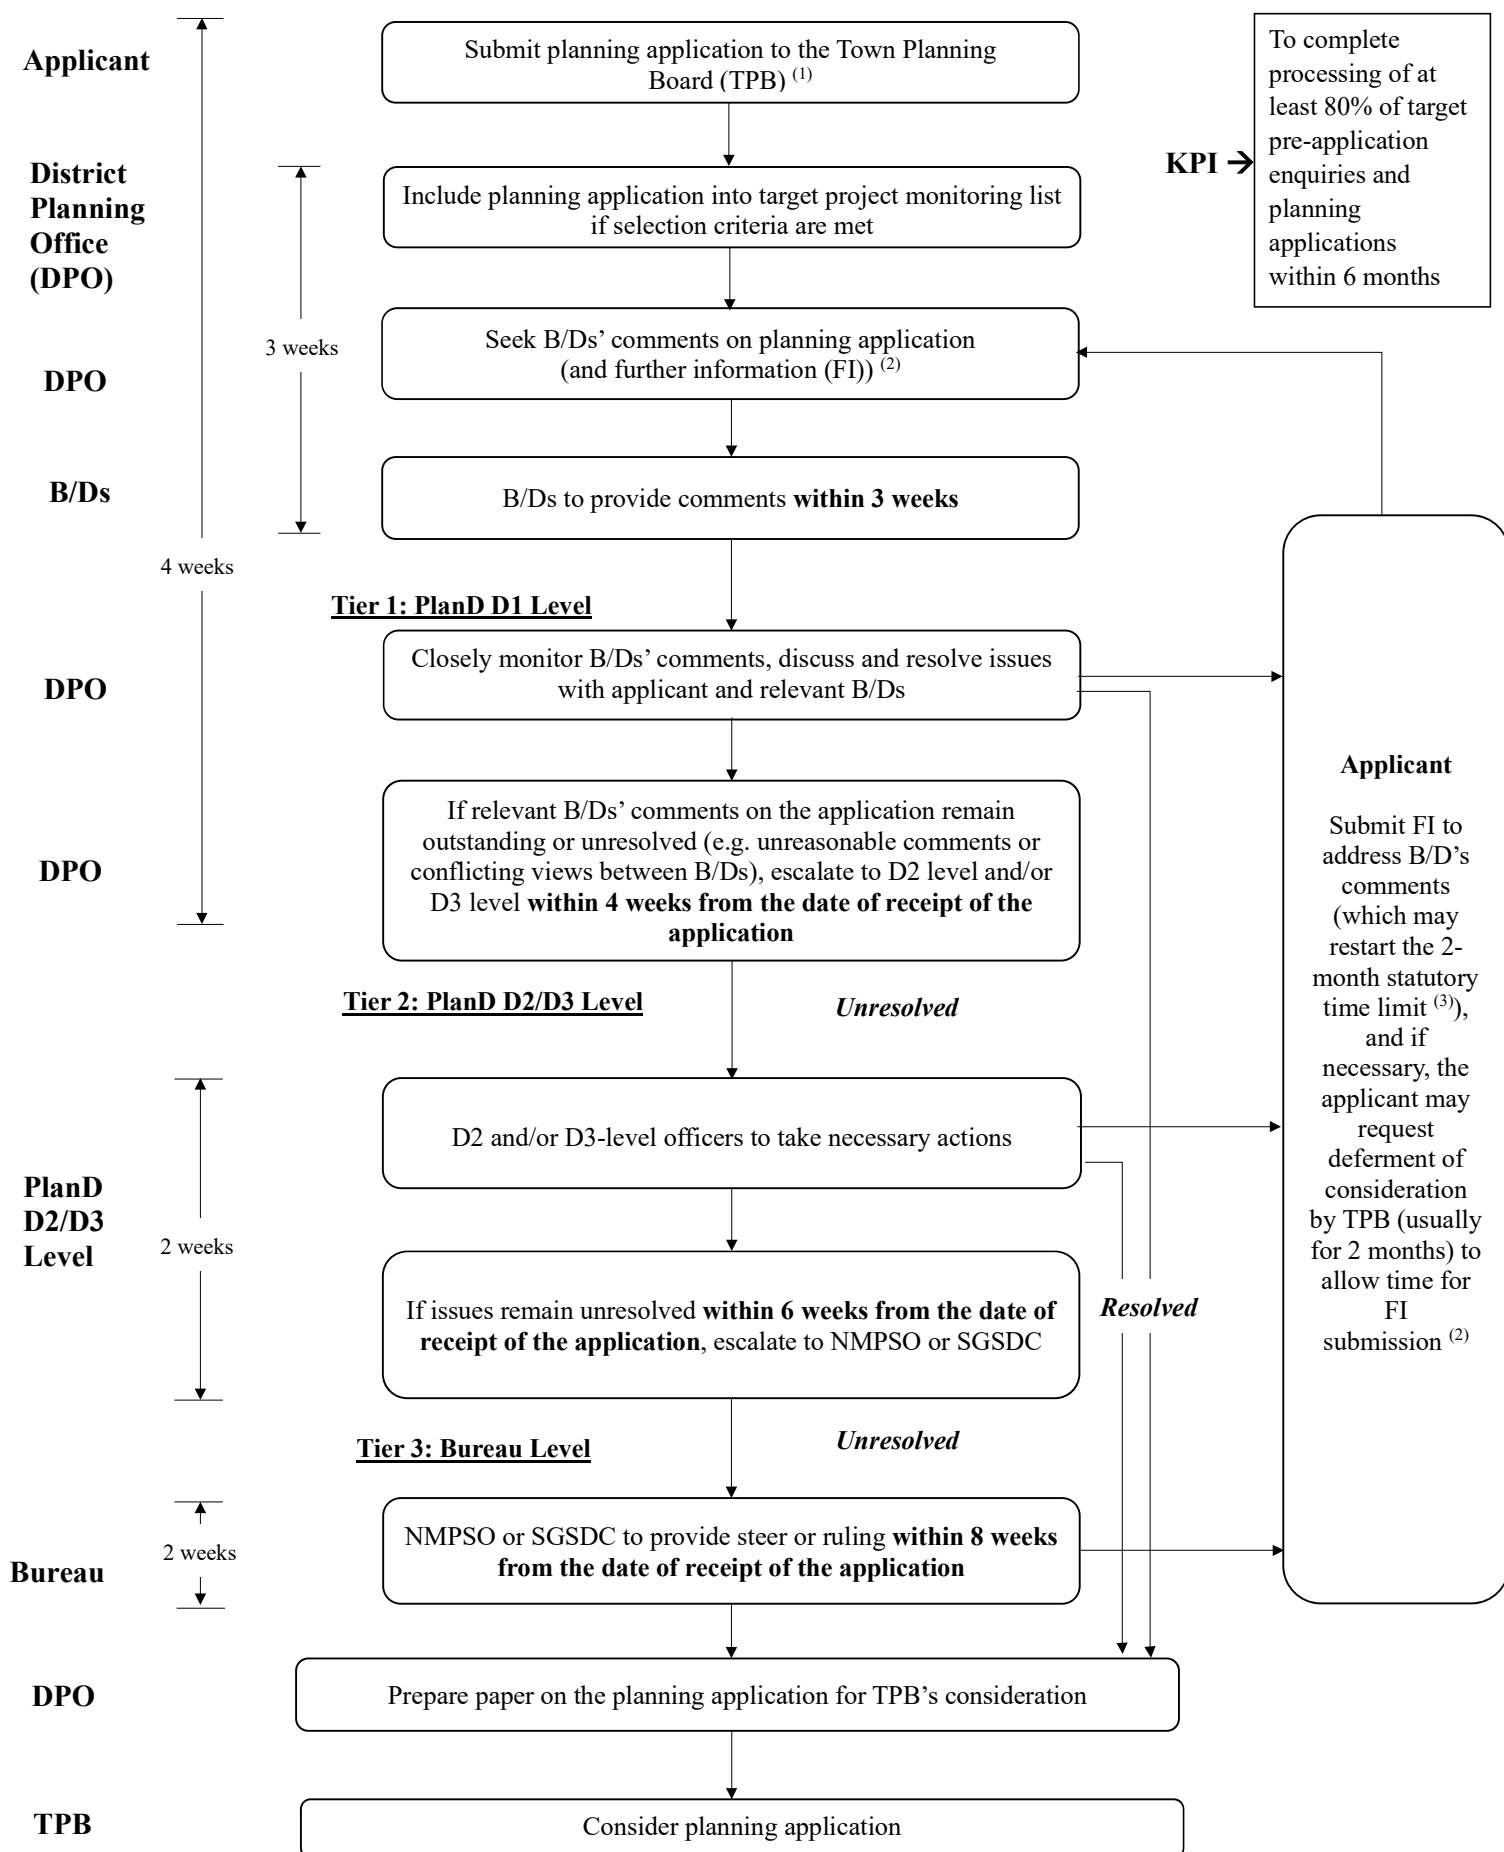 Applicant
Submit planning application to the Town Planning
Board (TPB) (1)
To complete
processing of at
least 80% of target
pre-application
enquiries and
planning
applications
within 6 months
KPI →
District
Planning
Office
(DPO)
Include planning application into target project monitoring list
if selection criteria are met
3 weeks
DPO
Seek B/Ds’ comments on planning application
(and further information (FI)) (2)
B/Ds
B/Ds to provide comments within 3 weeks
4 weeks
Tier 1: PlanD D1 Level
DPO
Closely monitor B/Ds’ comments, discuss and resolve issues
with applicant and relevant B/Ds
DPO
If relevant B/Ds’ comments on the application remain
outstanding or unresolved (e.g. unreasonable comments or
conflicting views between B/Ds), escalate to D2 level and/or
D3 level within 4 weeks from the date of receipt of the
application
Applicant
Submit FI to
address B/D’s
comments
(which may
restart the 2-
month statutory
time limit (3)),
and if
necessary, the
applicant may
request
deferment of
consideration
by TPB (usually
for 2 months) to
allow time for
FI
submission (2)
Tier 2: PlanD D2/D3 Level
Unresolved
PlanD
D2/D3
Level
2 weeks
D2 and/or D3-level officers to take necessary actions
If issues remain unresolved within 6 weeks from the date of
receipt of the application, escalate to NMPSO or SGSDC
Resolved
Tier 3: Bureau Level
Unresolved
Bureau
2 weeks
NMPSO or SGSDC to provide steer or ruling within 8 weeks
from the date of receipt of the application
DPO
Prepare paper on the planning application for TPB’s consideration
TPB
Consider planning application